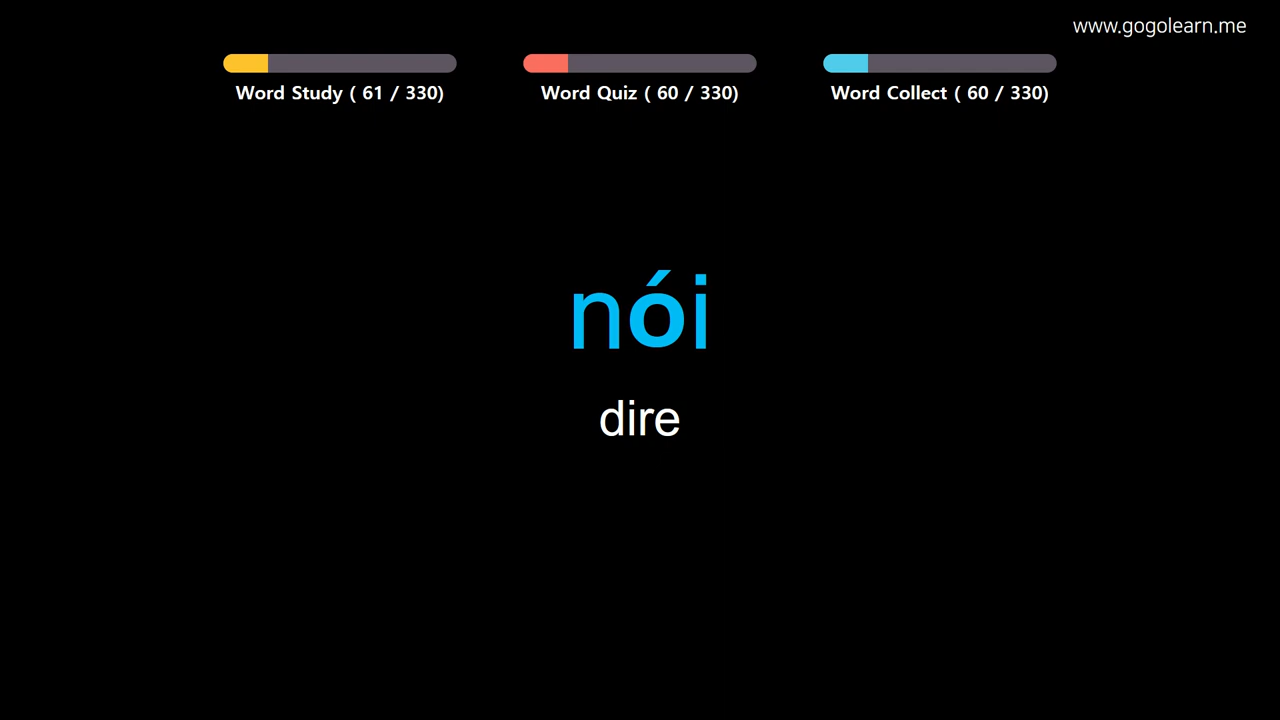 www.gogolearn.me
Word Study ( 61 / 330)
Word Quiz ( 60 / 330)
Word Collect ( 60 / 330)
nói
dire